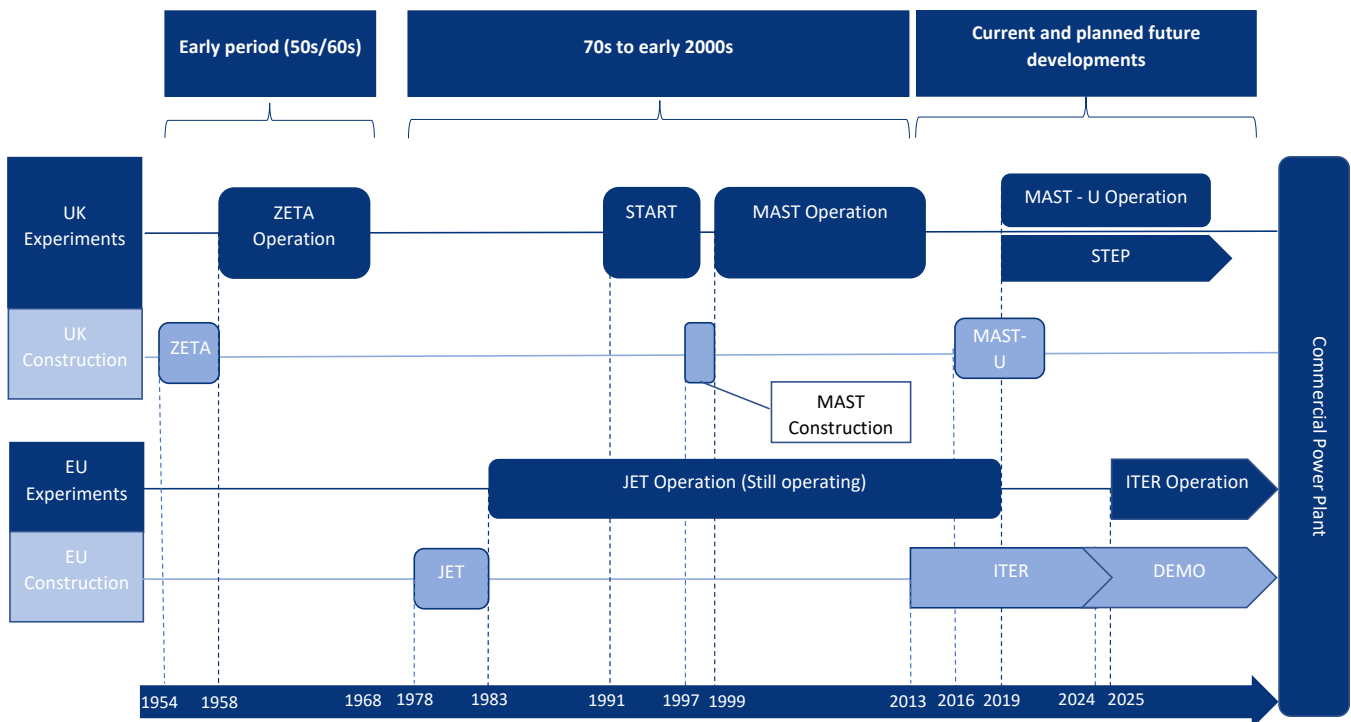 Early period (50s/60s)
70s to early 2000s
Current and planned future
developments
UK
Experiments
ZETA
Operation
START
MAST Operation
MAST - U Operation
STEP
UK
Construction
ZETA
MAST-
U
MAST
Construction
EU
Experiments
JET Operation (Still operating)
ITER Operation
EU
Construction
JET
ITER
DEMO
Commercial Power Plant
1954 1958 1968 1978 1983 1991 1997 1999 2013 2016 2019 2024 2025